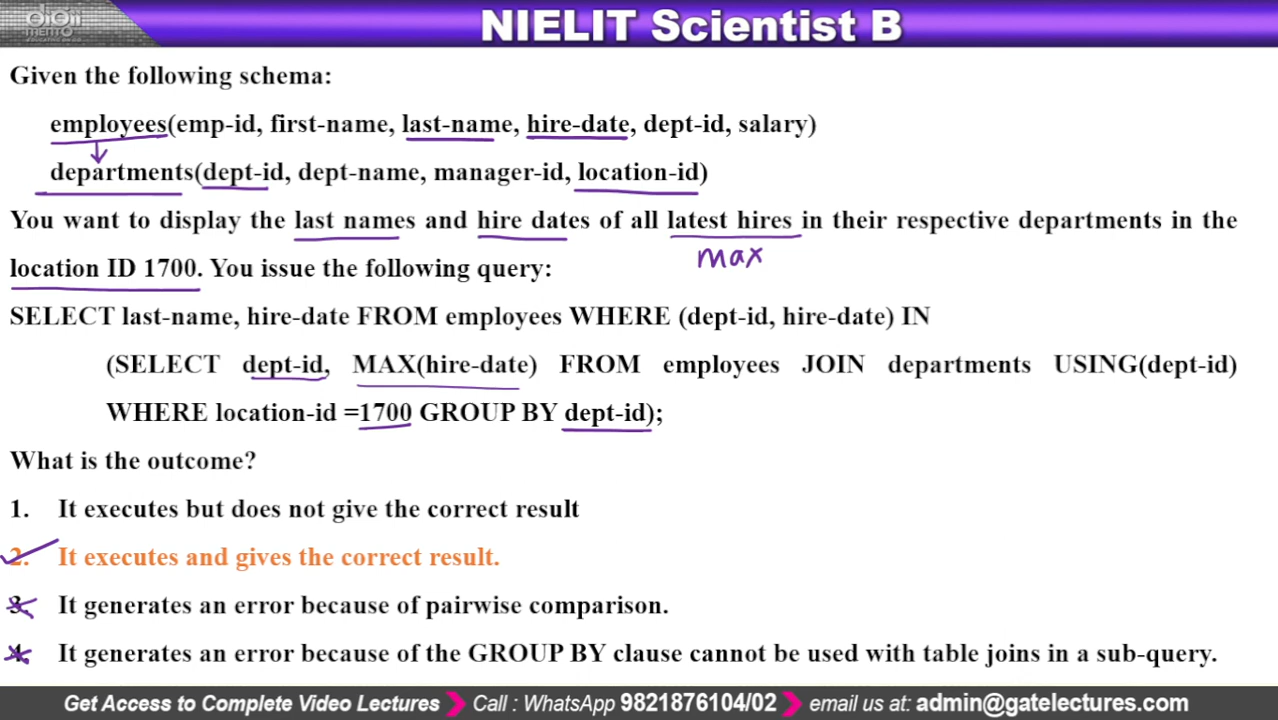 digii
MENTO
NIELIT Scientist B
Given the following schema:
employees(emp-id, first-name, last-name, hire-date, dept-id, salary)
departments(dept-id, dept-name, manager-id, location-id)
You want to display the last names and hire dates of all latest hires in their respective departments in the
max
location ID 1700. You issue the following query:
SELECT last-name, hire-date FROM employees WHERE (dept-id, hire-date) IN
(SELECT dept-id, MAX(hire-date) FROM employees JOIN departments USING(dept-id)
WHERE location-id =1700 GROUP BY dept-id);
What is the outcome?
1. It executes but does not give the correct result
2. It executes and gives the correct result.
3. It generates an error because of pairwise comparison.
4. It generates an error because of the GROUP BY clause cannot be used with table joins in a sub-query.
Get Access to Complete Video Lectures Call : WhatsApp 9821876104/02 email us at: admin@gatelectures.com